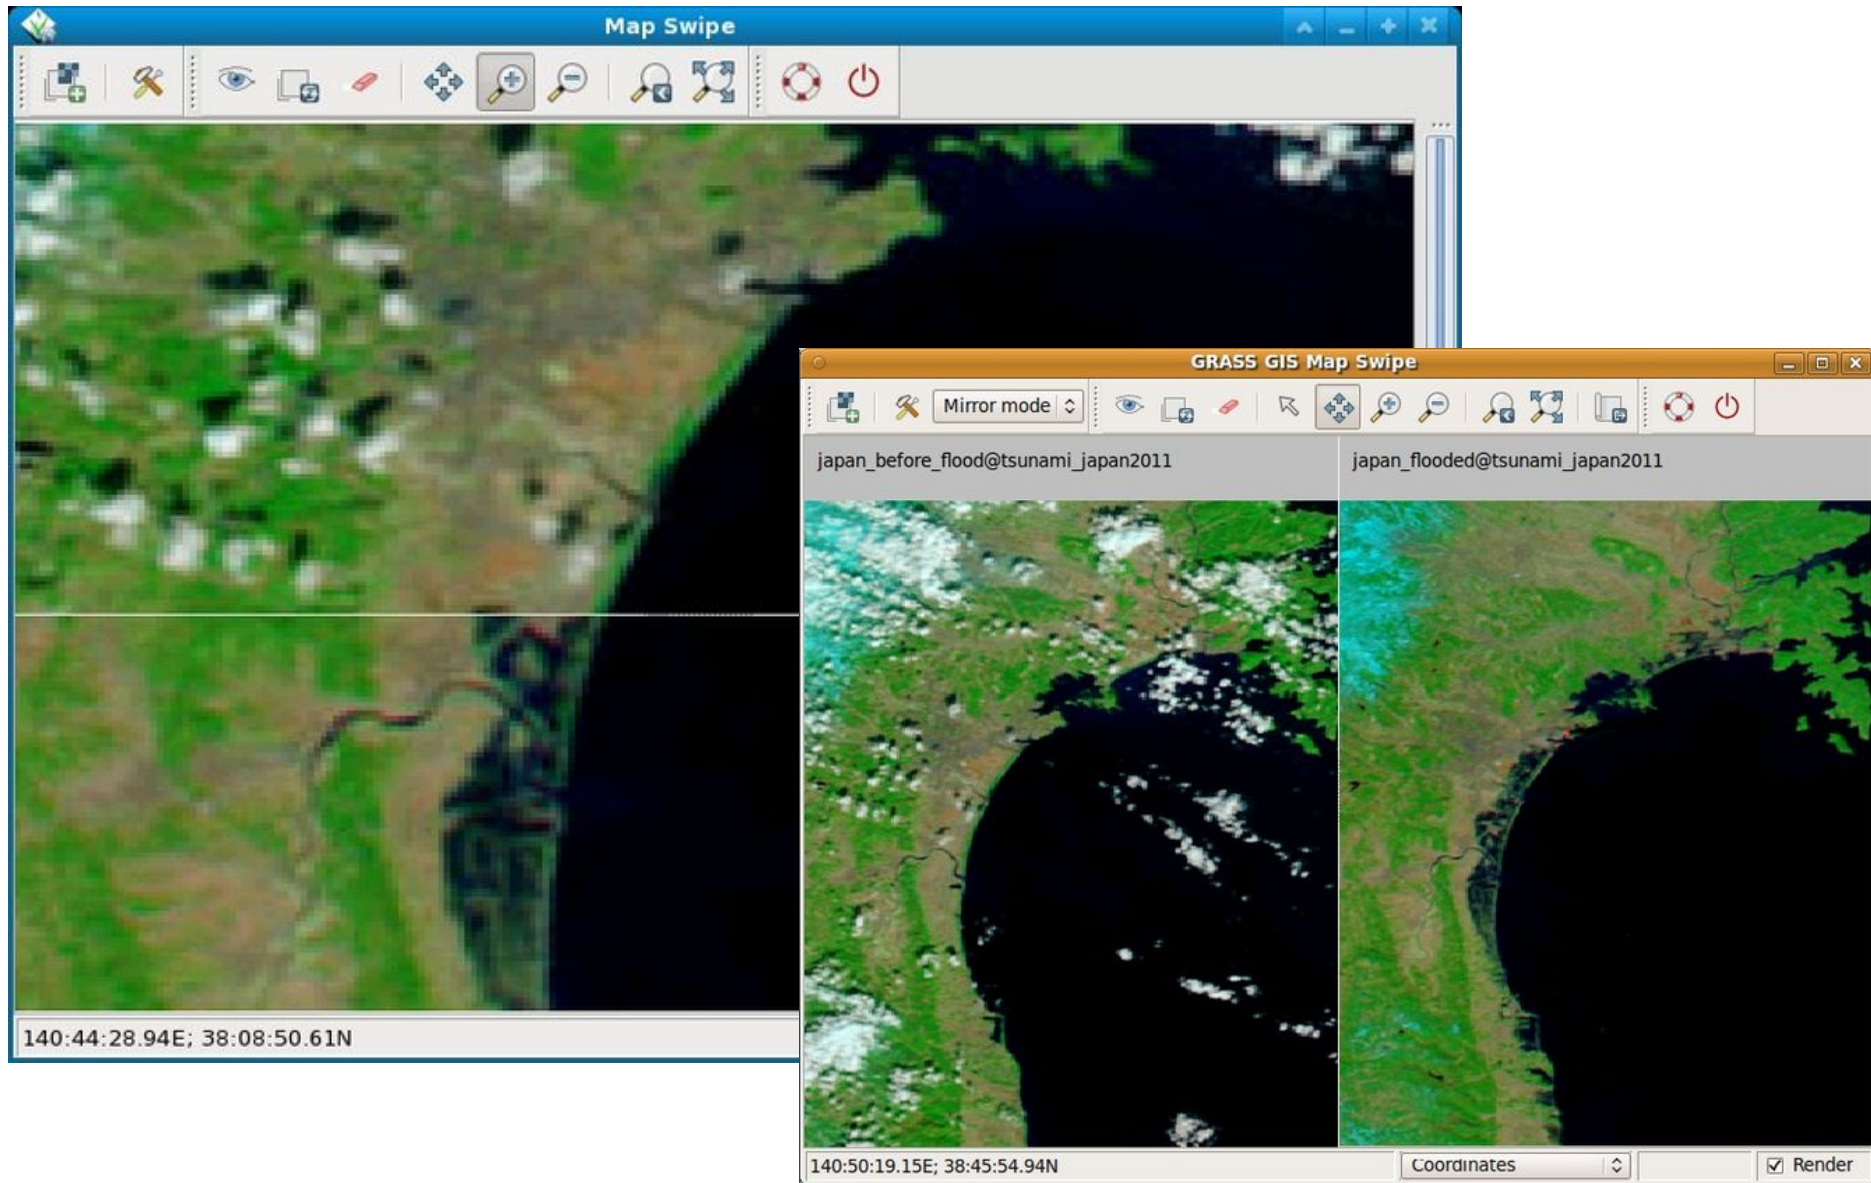 Map Swipe
GRASS GIS Map Swipe
Mirror mode
japan_before_flood@tsunami_japan2011
japan_flooded@tsunami_japan2011
140:44:28.94E; 38:08:50.61N
140:50:19.15E; 38:45:54.94N
Coordinates
Render